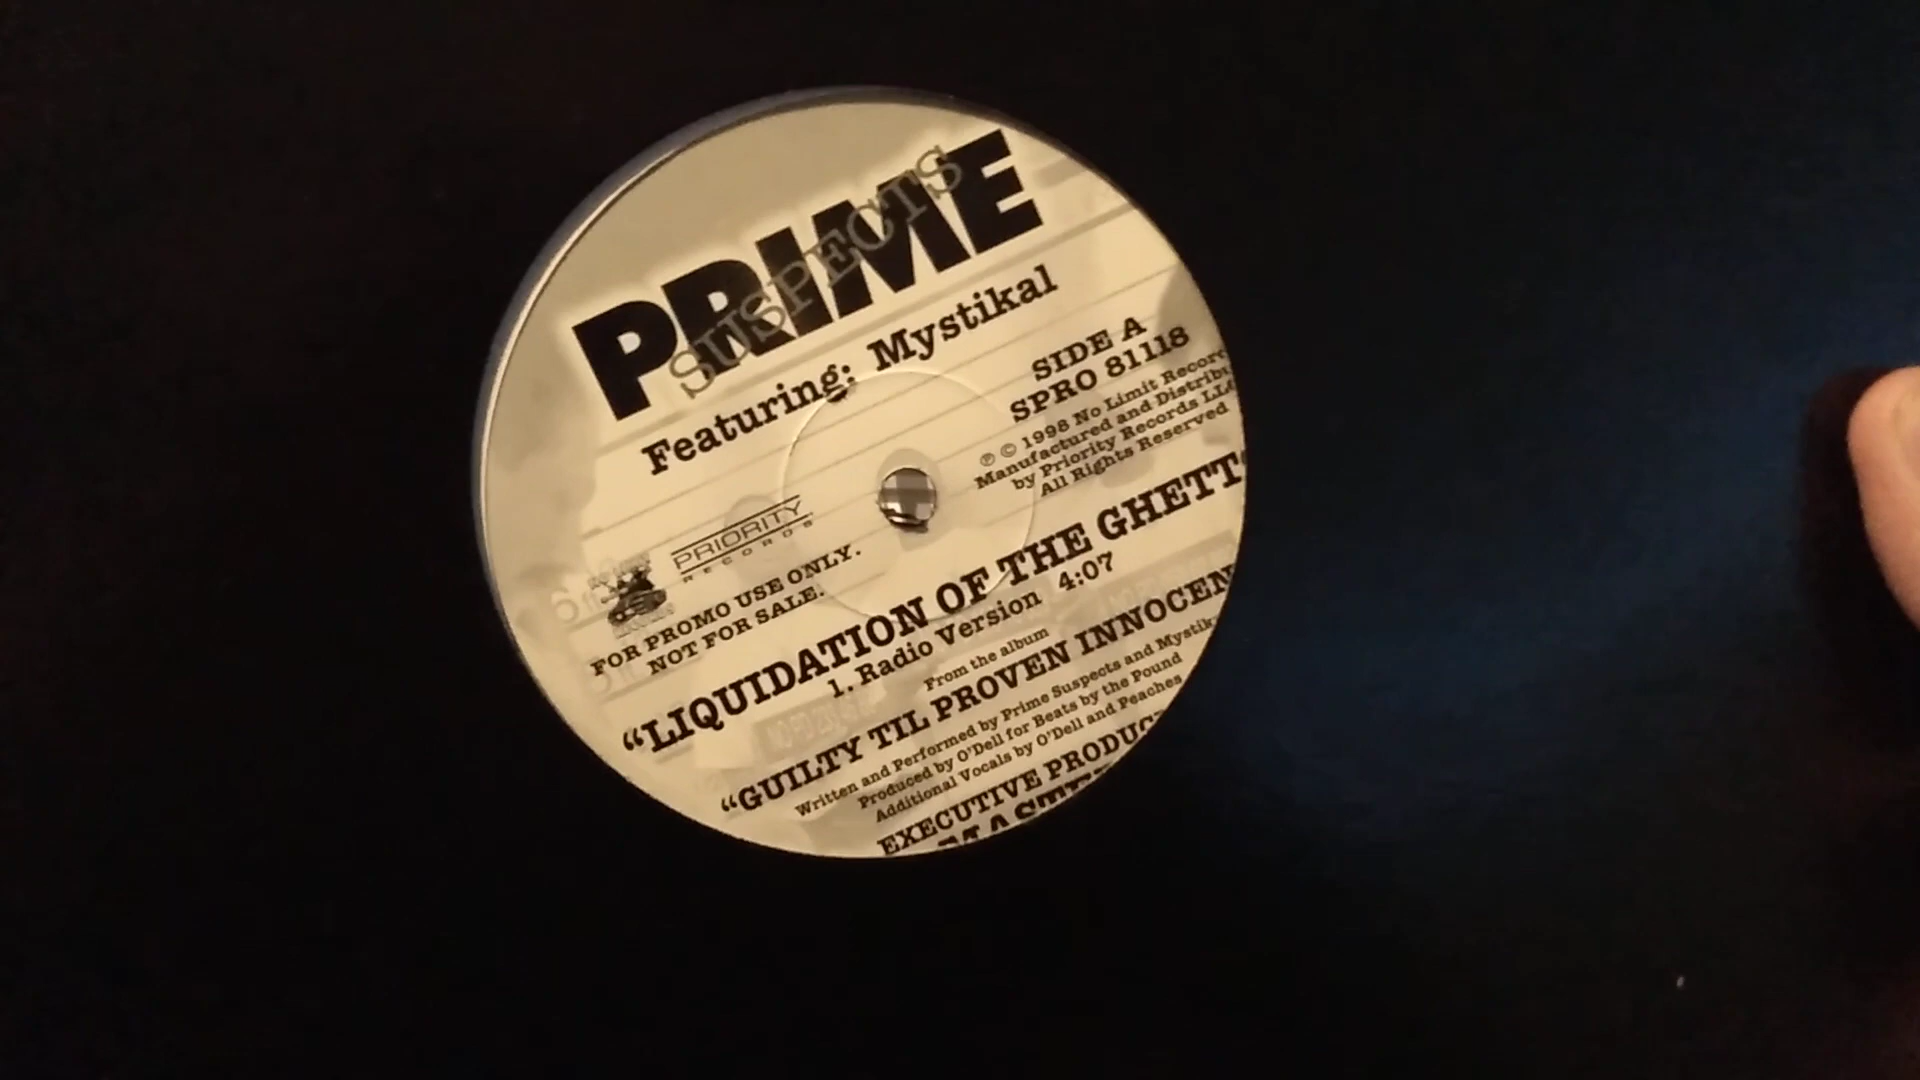 PRIME
SUSPECTS
Featuring: Mystikal
SIDE A
SPRO 81118
℗ © 1998 No Limit Record
Manufactured and Distribu
by Priority Records LL
All Rights Reserved
PRIORITY
RECORDS
FOR PROMO USE ONLY.
NOT FOR SALE.
“LIQUIDATION OF THE GHETT
1. Radio Version 4:07
From the album
“GUILTY TIL PROVEN INNOCEN
Written and Performed by Prime Suspects and Mystik
Produced by O'Dell for Beats by the Pound
Additional Vocals by O'Dell and Peaches
EXECUTIVE PRODUC